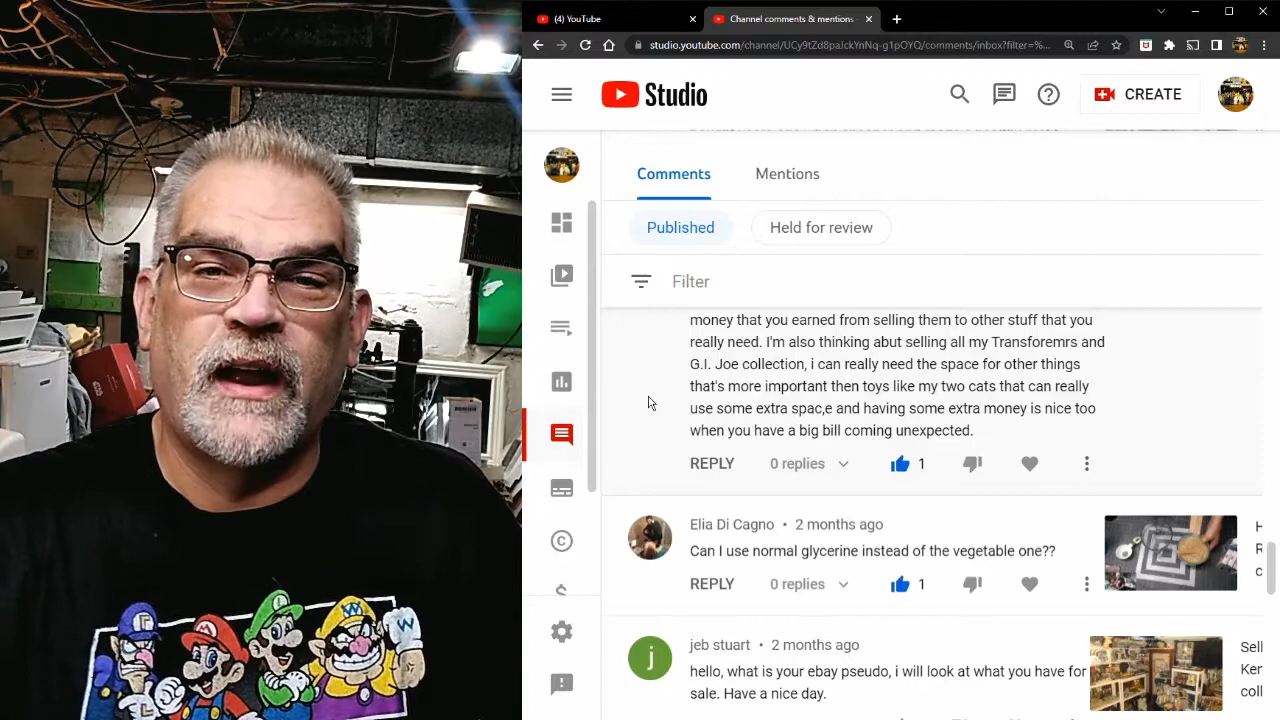 (4) YouTube
Channel comments & mentions
studio.youtube.com/channel/UCy9tZd8paJckYnNq-g1pOYQ/comments/inbox?filter=%...
Studio
CREATE
Comments
Mentions
Published
Held for review
Filter
money that you earned from selling them to other stuff that you
really need. I'm also thinking abut selling all my Transforemrs and
G.I. Joe collection, i can really need the space for other things
that's more important then toys like my two cats that can really
use some extra spac,e and having some extra money is nice too
when you have a big bill coming unexpected.
REPLY 0 replies 1
Elia Di Cagno • 2 months ago
Can I use normal glycerine instead of the vegetable one??
REPLY 0 replies 1
H
R
c
jeb stuart • 2 months ago
hello, what is your ebay pseudo, i will look at what you have for
sale. Have a nice day.
j
Sell
Ker
coll
L
W